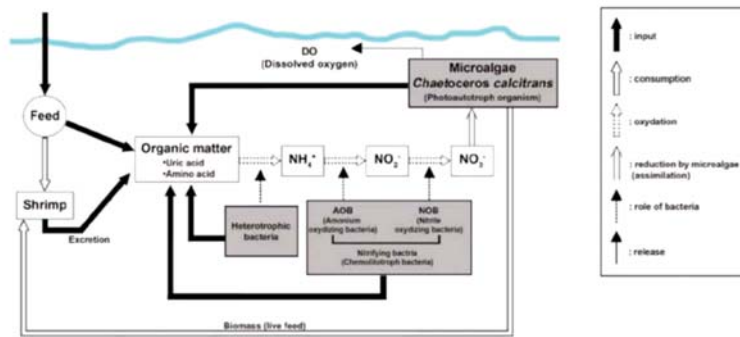 DO
(Dissolved oxygen)
Microalgae
Chaetoceros calcitrans
(Photoautotroph organism)
Feed
Organic matter
•Uric acid
•Amino acid
NH₄⁺
NO₂⁻
NO₃⁻
Shrimp
Excretion
Heterotrophic
bacteria
AOB
(Amonium
oxydizing bacteria)
NOB
(Nitrite
oxydizing bacteria)
Nitrifying bactria
(Chemolitotroph bacteria)
Biomass (live feed)
: input
: consumption
: oxydation
: reduction by microalgae
(assimilation)
: role of bacteria
: release